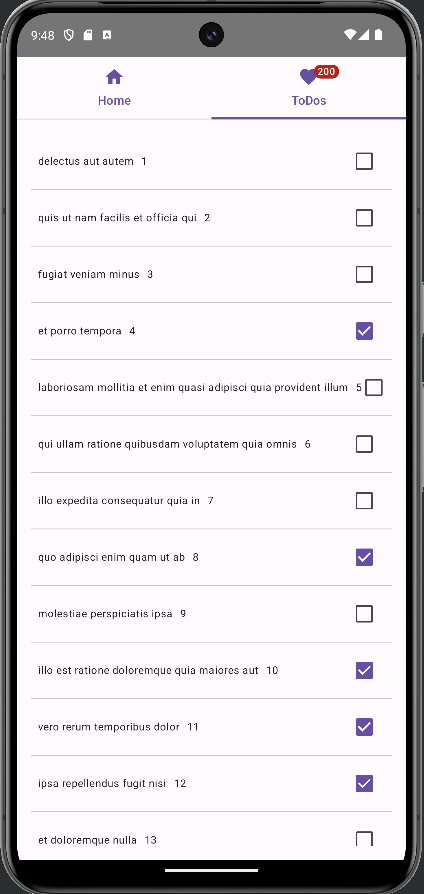 9:48
200
Home
ToDos
delectus aut autem 1
quis ut nam facilis et officia qui 2
fugiat veniam minus 3
et porro tempora 4
laboriosam mollitia et enim quasi adipisci quia provident illum 5
qui ullam ratione quibusdam voluptatem quia omnis 6
illo expedita consequatur quia in 7
quo adipisci enim quam ut ab 8
molestiae perspiciatis ipsa 9
illo est ratione doloremque quia maiores aut 10
vero rerum temporibus dolor 11
ipsa repellendus fugit nisi 12
et doloremque nulla 13